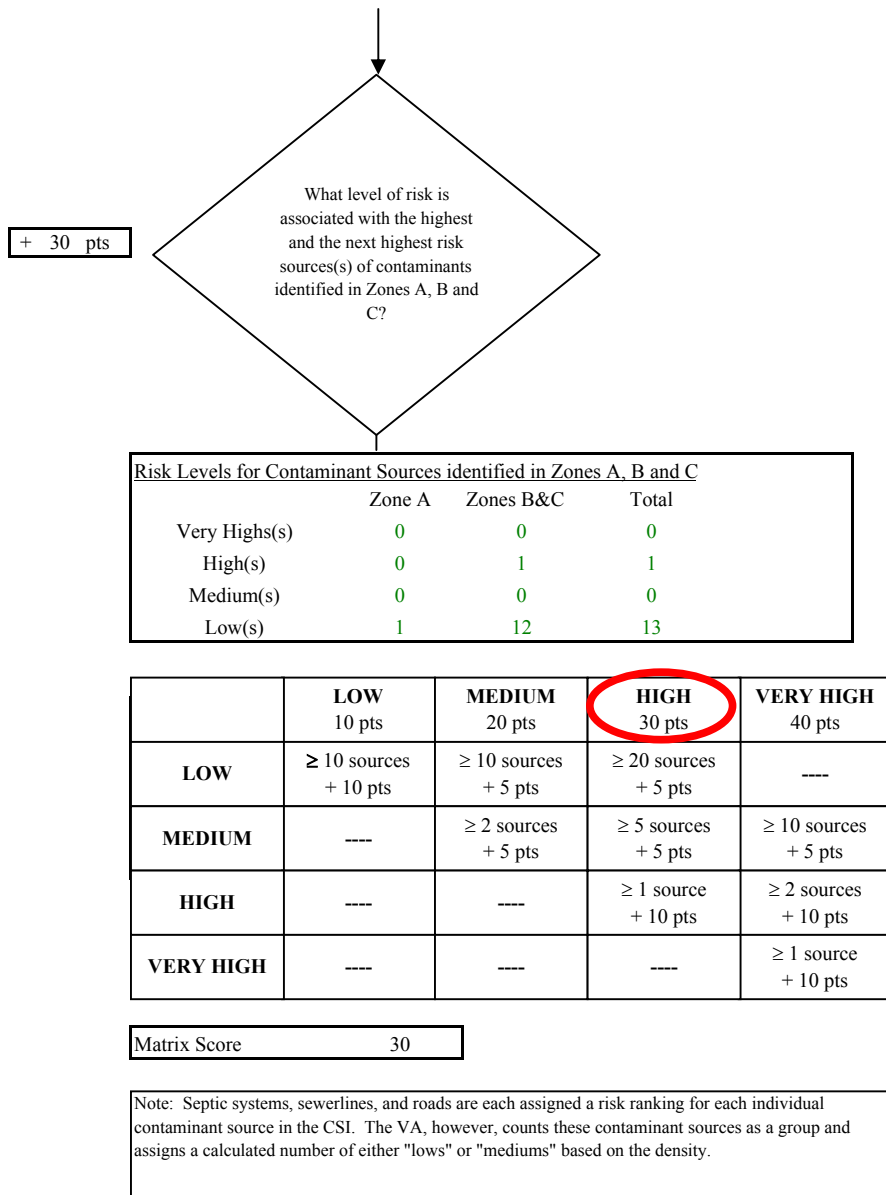 What level of risk is
associated with the highest
and the next highest risk
sources(s) of contaminants
identified in Zones A, B and
C?
+ 30 pts
Risk Levels for Contaminant Sources identified in Zones A, B and C
Zone A Zones B&C Total
Very Highs(s) 0 0 0
High(s) 0 1 1
Medium(s) 0 0 0
Low(s) 1 12 13
LOW MEDIUM HIGH VERY HIGH
10 pts 20 pts 30 pts 40 pts
LOW ≥ 10 sources ≥ 10 sources ≥ 20 sources ----
+ 10 pts + 5 pts + 5 pts
MEDIUM ---- ≥ 2 sources ≥ 5 sources ≥ 10 sources
+ 5 pts + 5 pts + 5 pts
HIGH ---- ---- ≥ 1 source ≥ 2 sources
+ 10 pts + 10 pts
VERY HIGH ---- ---- ---- ≥ 1 source
+ 10 pts
Matrix Score 30
Note: Septic systems, sewerlines, and roads are each assigned a risk ranking for each individual
contaminant source in the CSI. The VA, however, counts these contaminant sources as a group and
assigns a calculated number of either "lows" or "mediums" based on the density.